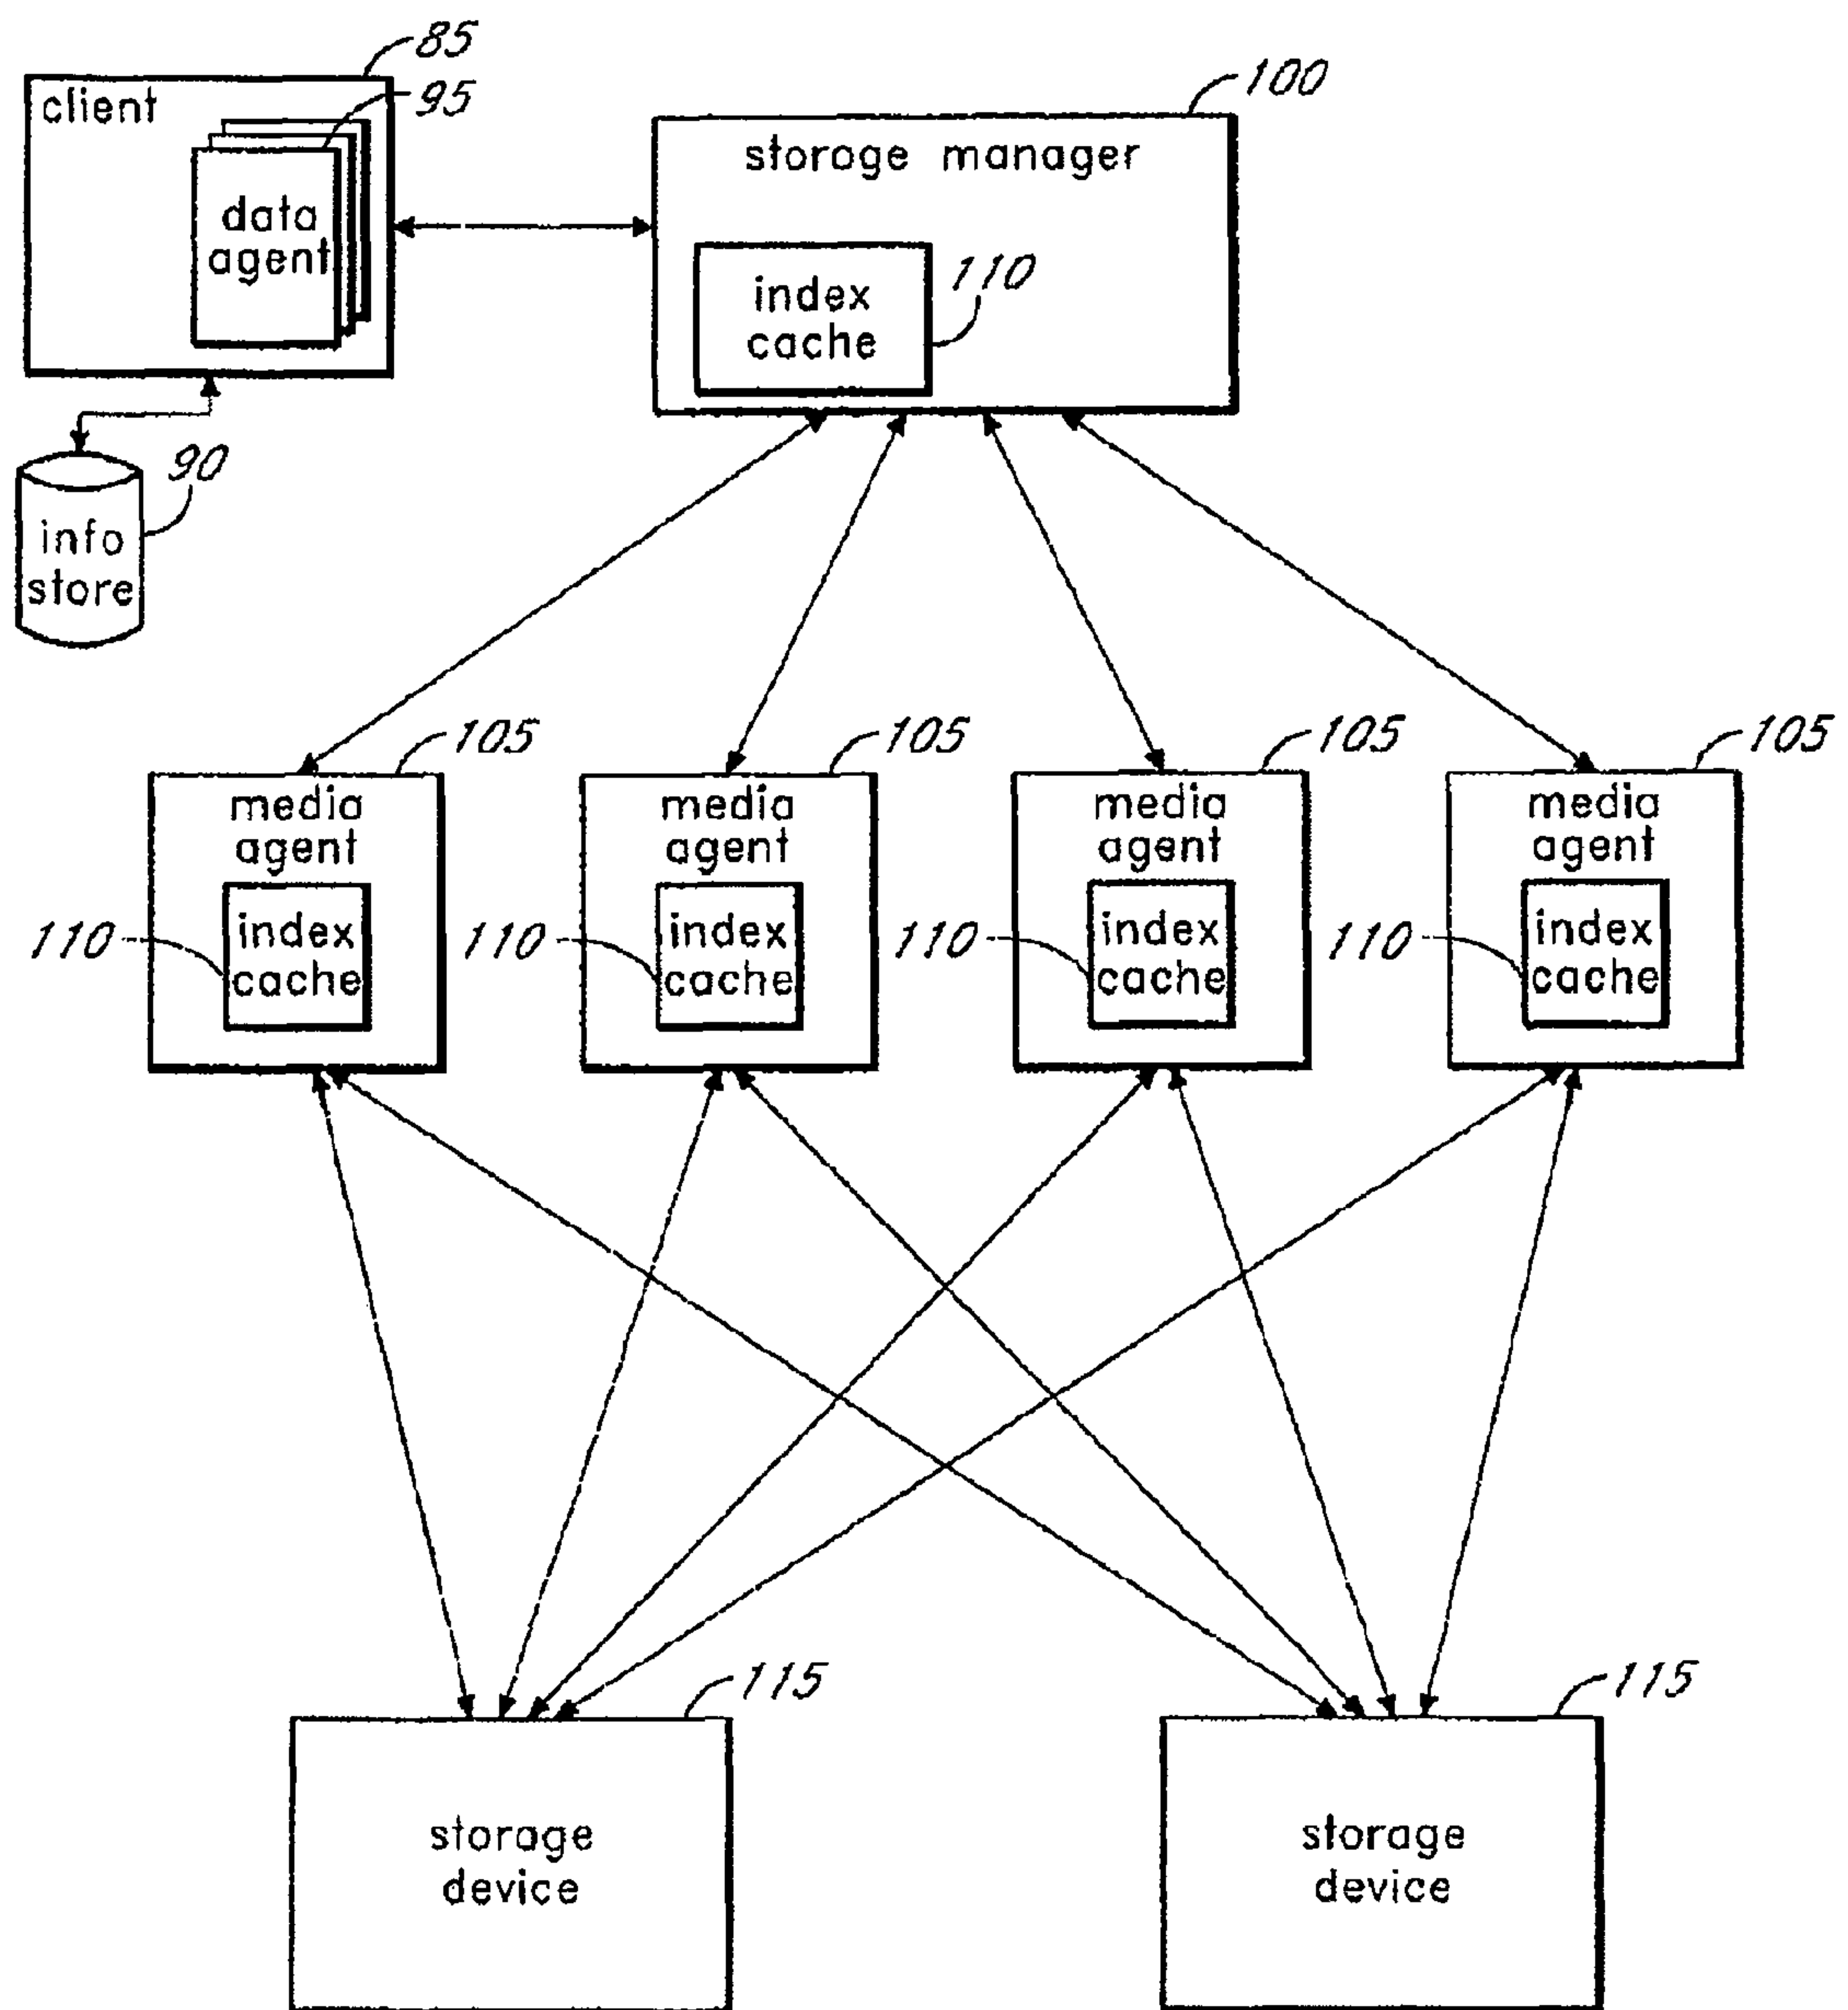 85
client
95
data
agent
100
storage manager
index
cache
110
90
info
store
105
105
105
105
media
agent
media
agent
media
agent
media
agent
110
index
cache
110
index
cache
110
index
cache
110
index
cache
115
115
storage
device
storage
device